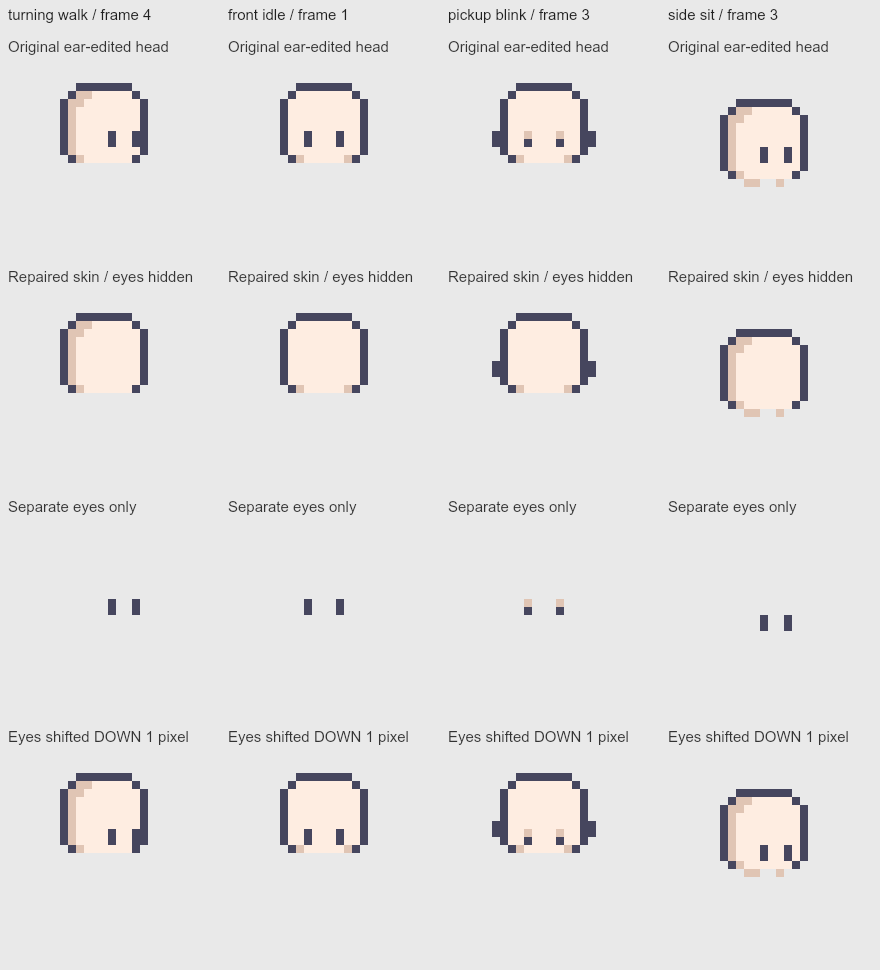 turning walk / frame 4
front idle / frame 1
pickup blink / frame 3
side sit / frame 3
Original ear-edited head
Original ear-edited head
Original ear-edited head
Original ear-edited head
Repaired skin / eyes hidden
Repaired skin / eyes hidden
Repaired skin / eyes hidden
Repaired skin / eyes hidden
Separate eyes only
Separate eyes only
Separate eyes only
Separate eyes only
Eyes shifted DOWN 1 pixel
Eyes shifted DOWN 1 pixel
Eyes shifted DOWN 1 pixel
Eyes shifted DOWN 1 pixel